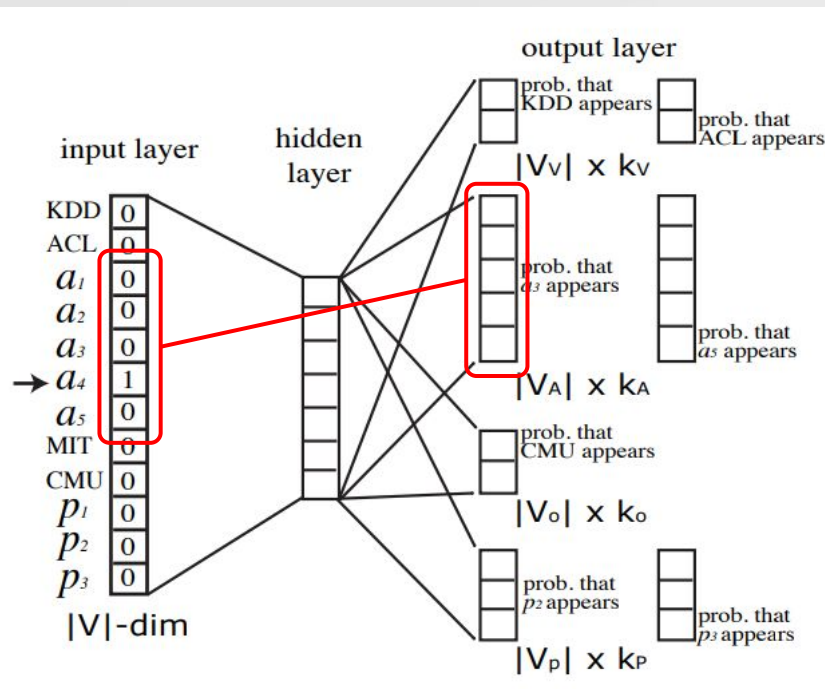 output layer
prob. that
KDD appears
prob. that
ACL appears
|Vv| x kv
input layer
hidden
layer
KDD 0
ACL 0
a1 0
a2 0
a3 0
a4 1
a5 0
MIT 0
CMU 0
p1 0
p2 0
p3 0
|V|-dim
prob. that
a3 appears
prob. that
a5 appears
|VA| x kA
prob. that
CMU appears
|Vo| x ko
prob. that
p2 appears
prob. that
p3 appears
|Vp| x kP